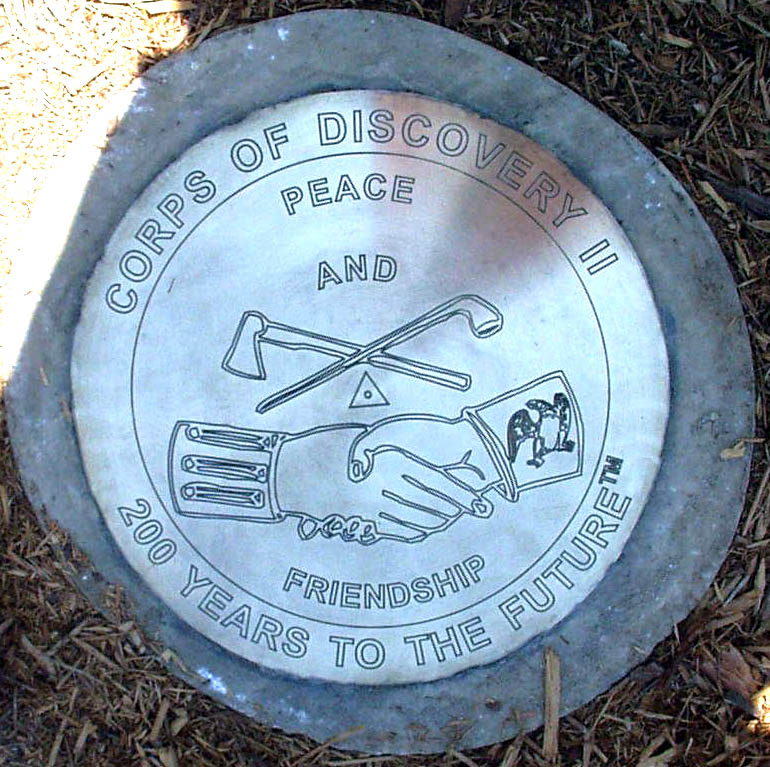 CORPS OF DISCOVERY II
PEACE
AND
FRIENDSHIP
200 YEARS TO THE FUTURE™